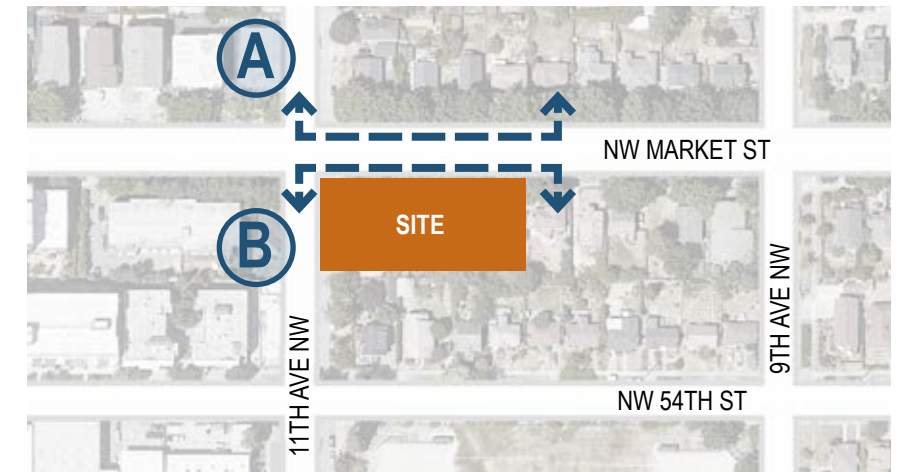 A
NW MARKET ST
SITE
B
9TH AVE NW
11TH AVE NW
NW 54TH ST